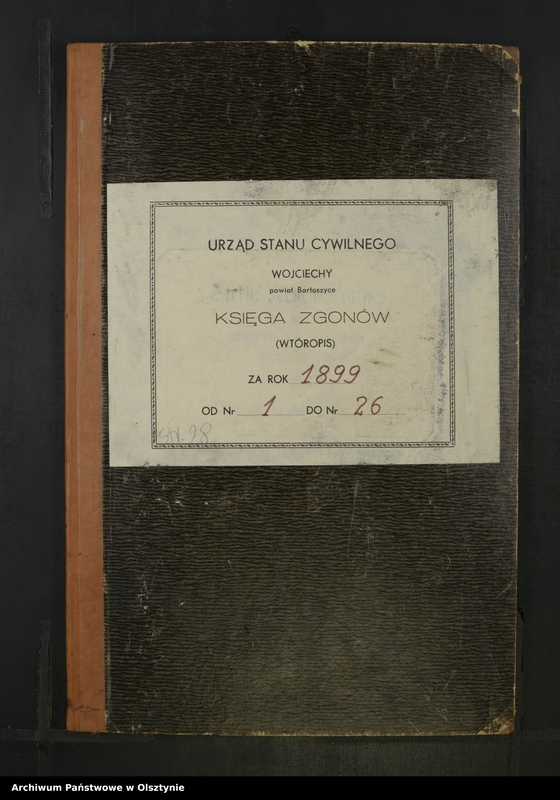 URZĄD STANU CYWILNEGO
WOJCIECHY
powiat Bartoszyce
KSIĘGA ZGONÓW
(WTÓROPIS)
ZA ROK 1899
OD Nr 1 DO Nr 26
Archiwum Państwowe w Olsztynie